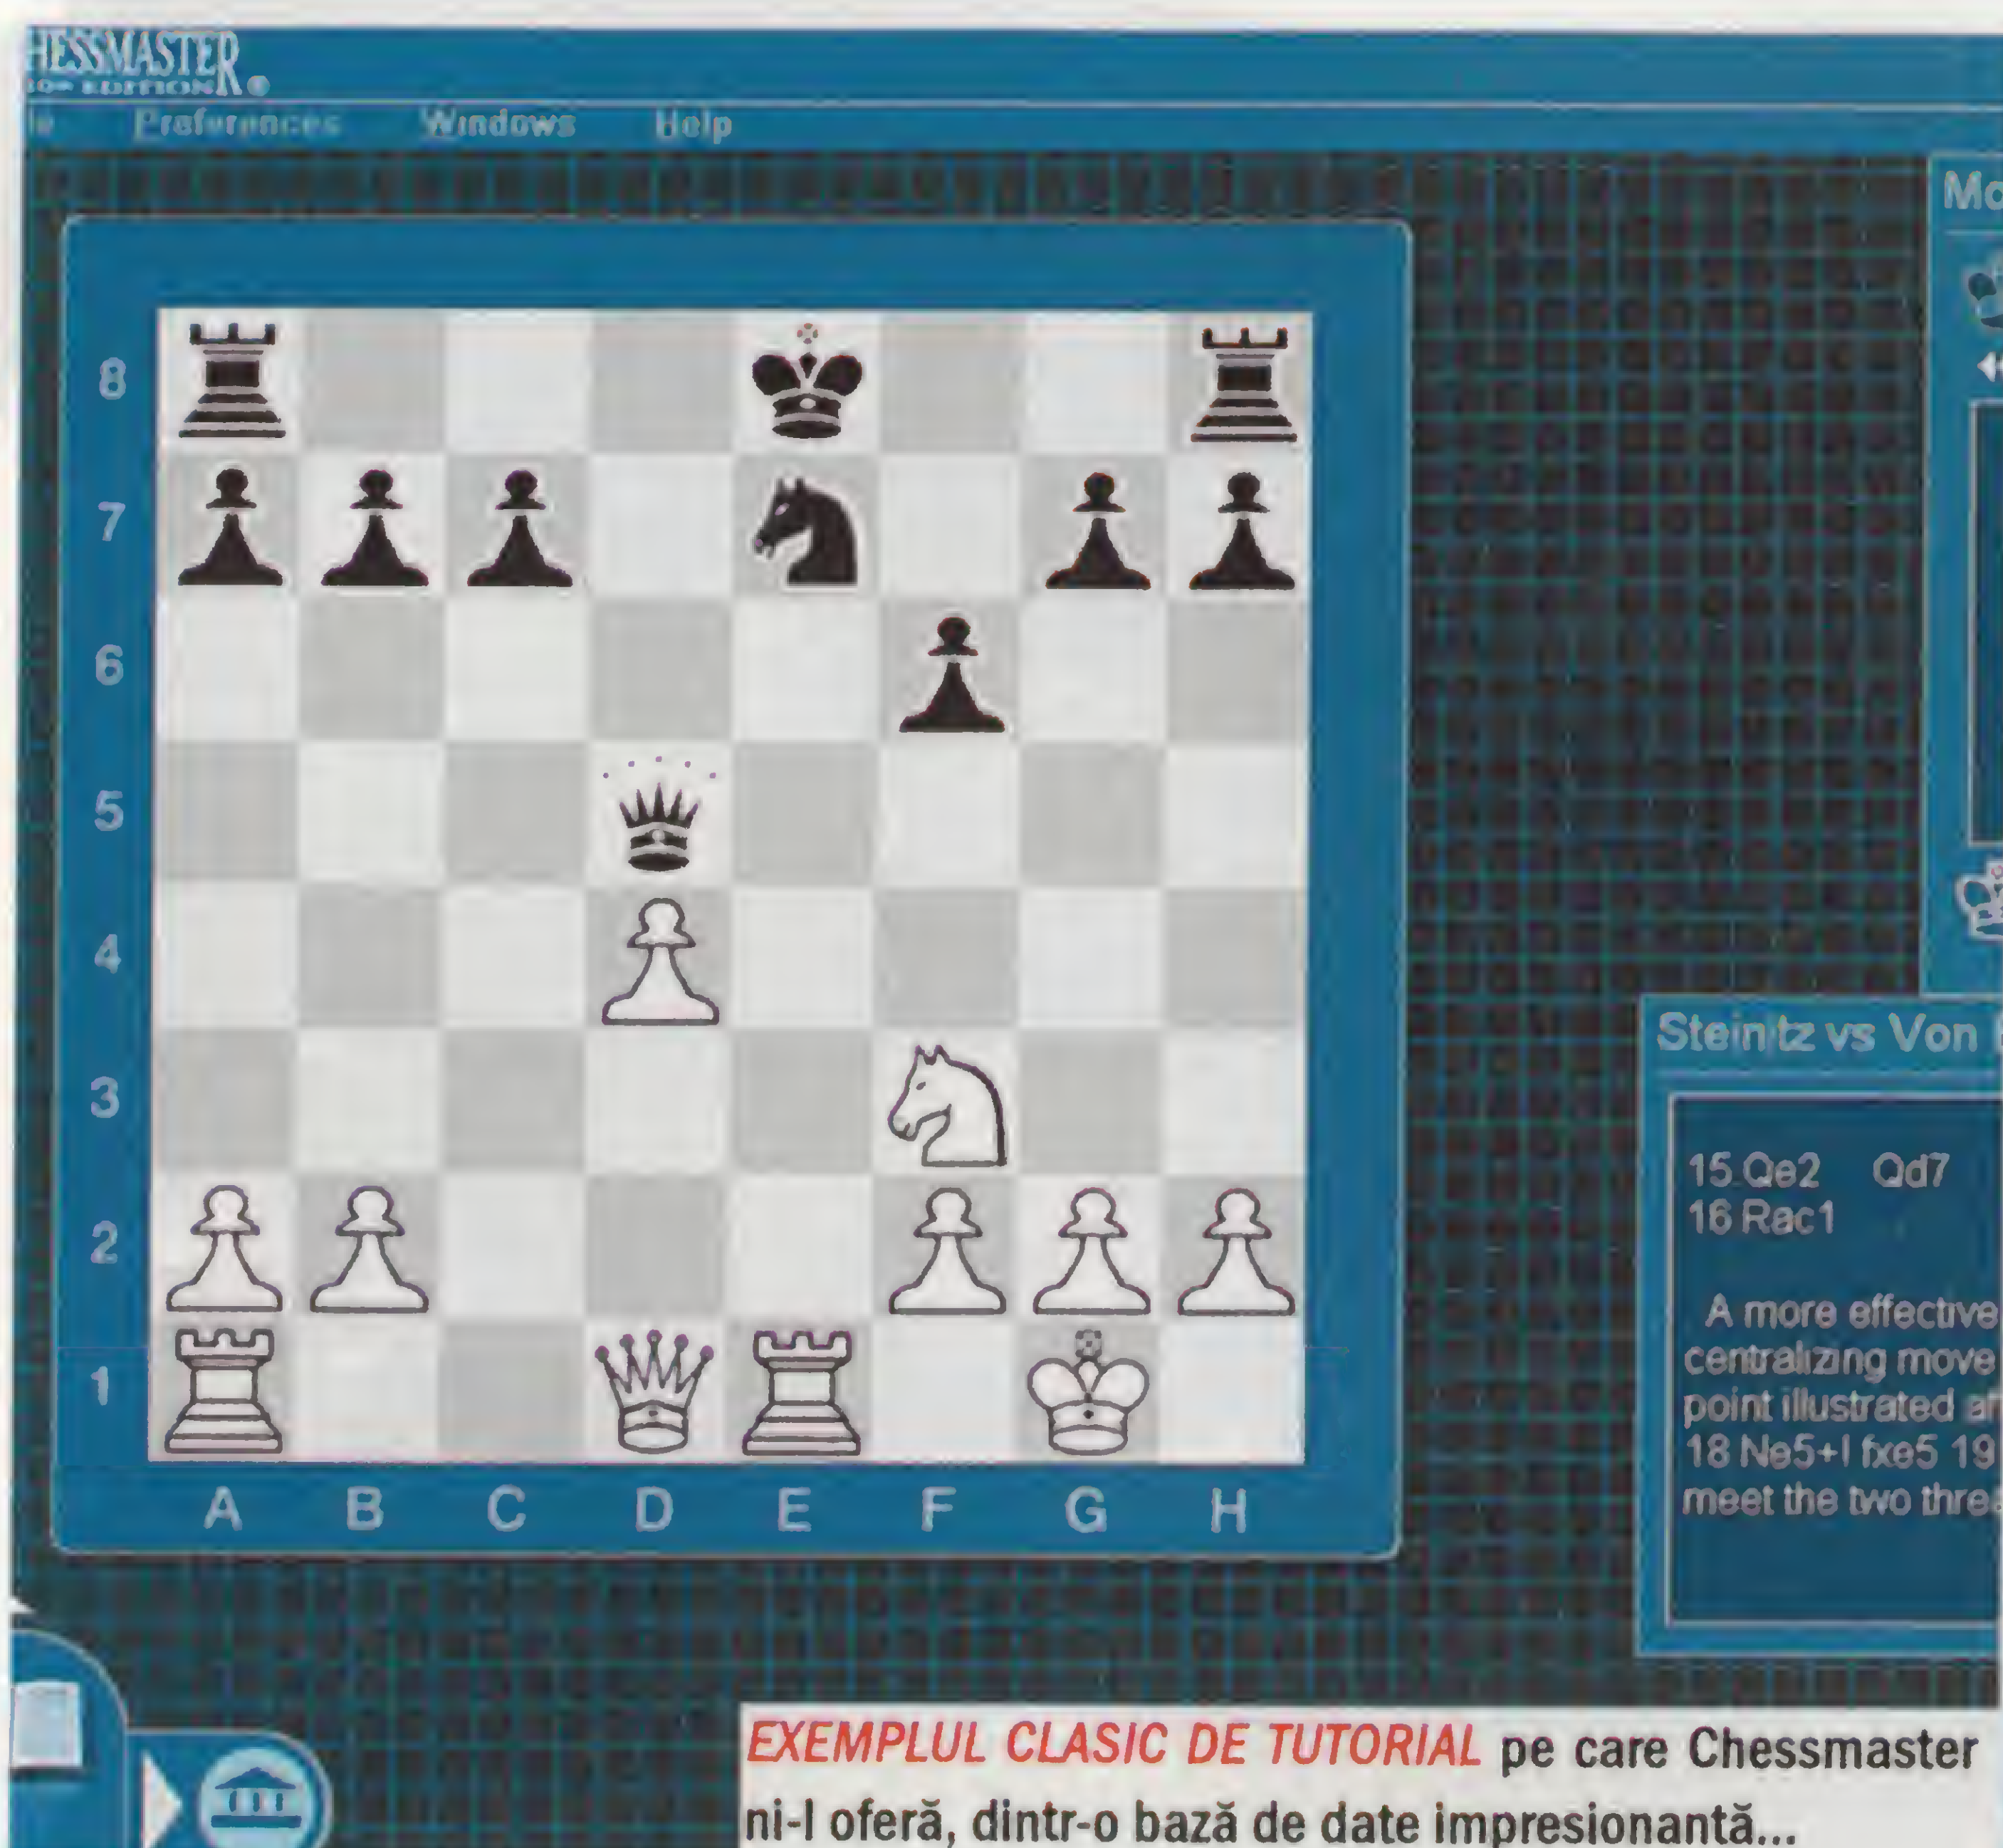 CHESSMASTER
EDITION
Preferences Windows Help
8
7
6
5
4
3
2
1
A B C D E F G H
Steinitz vs Von
15 Qe2 Qd7
16 Rac1
A more effective
centralizing move
point illustrated
18 Ne5+! fxe5 19
meet the two
EXEMPLUL CLASIC DE TUTORIAL pe care Chessmaster
ni-l oferă, dintr-o bază de date impresionantă...